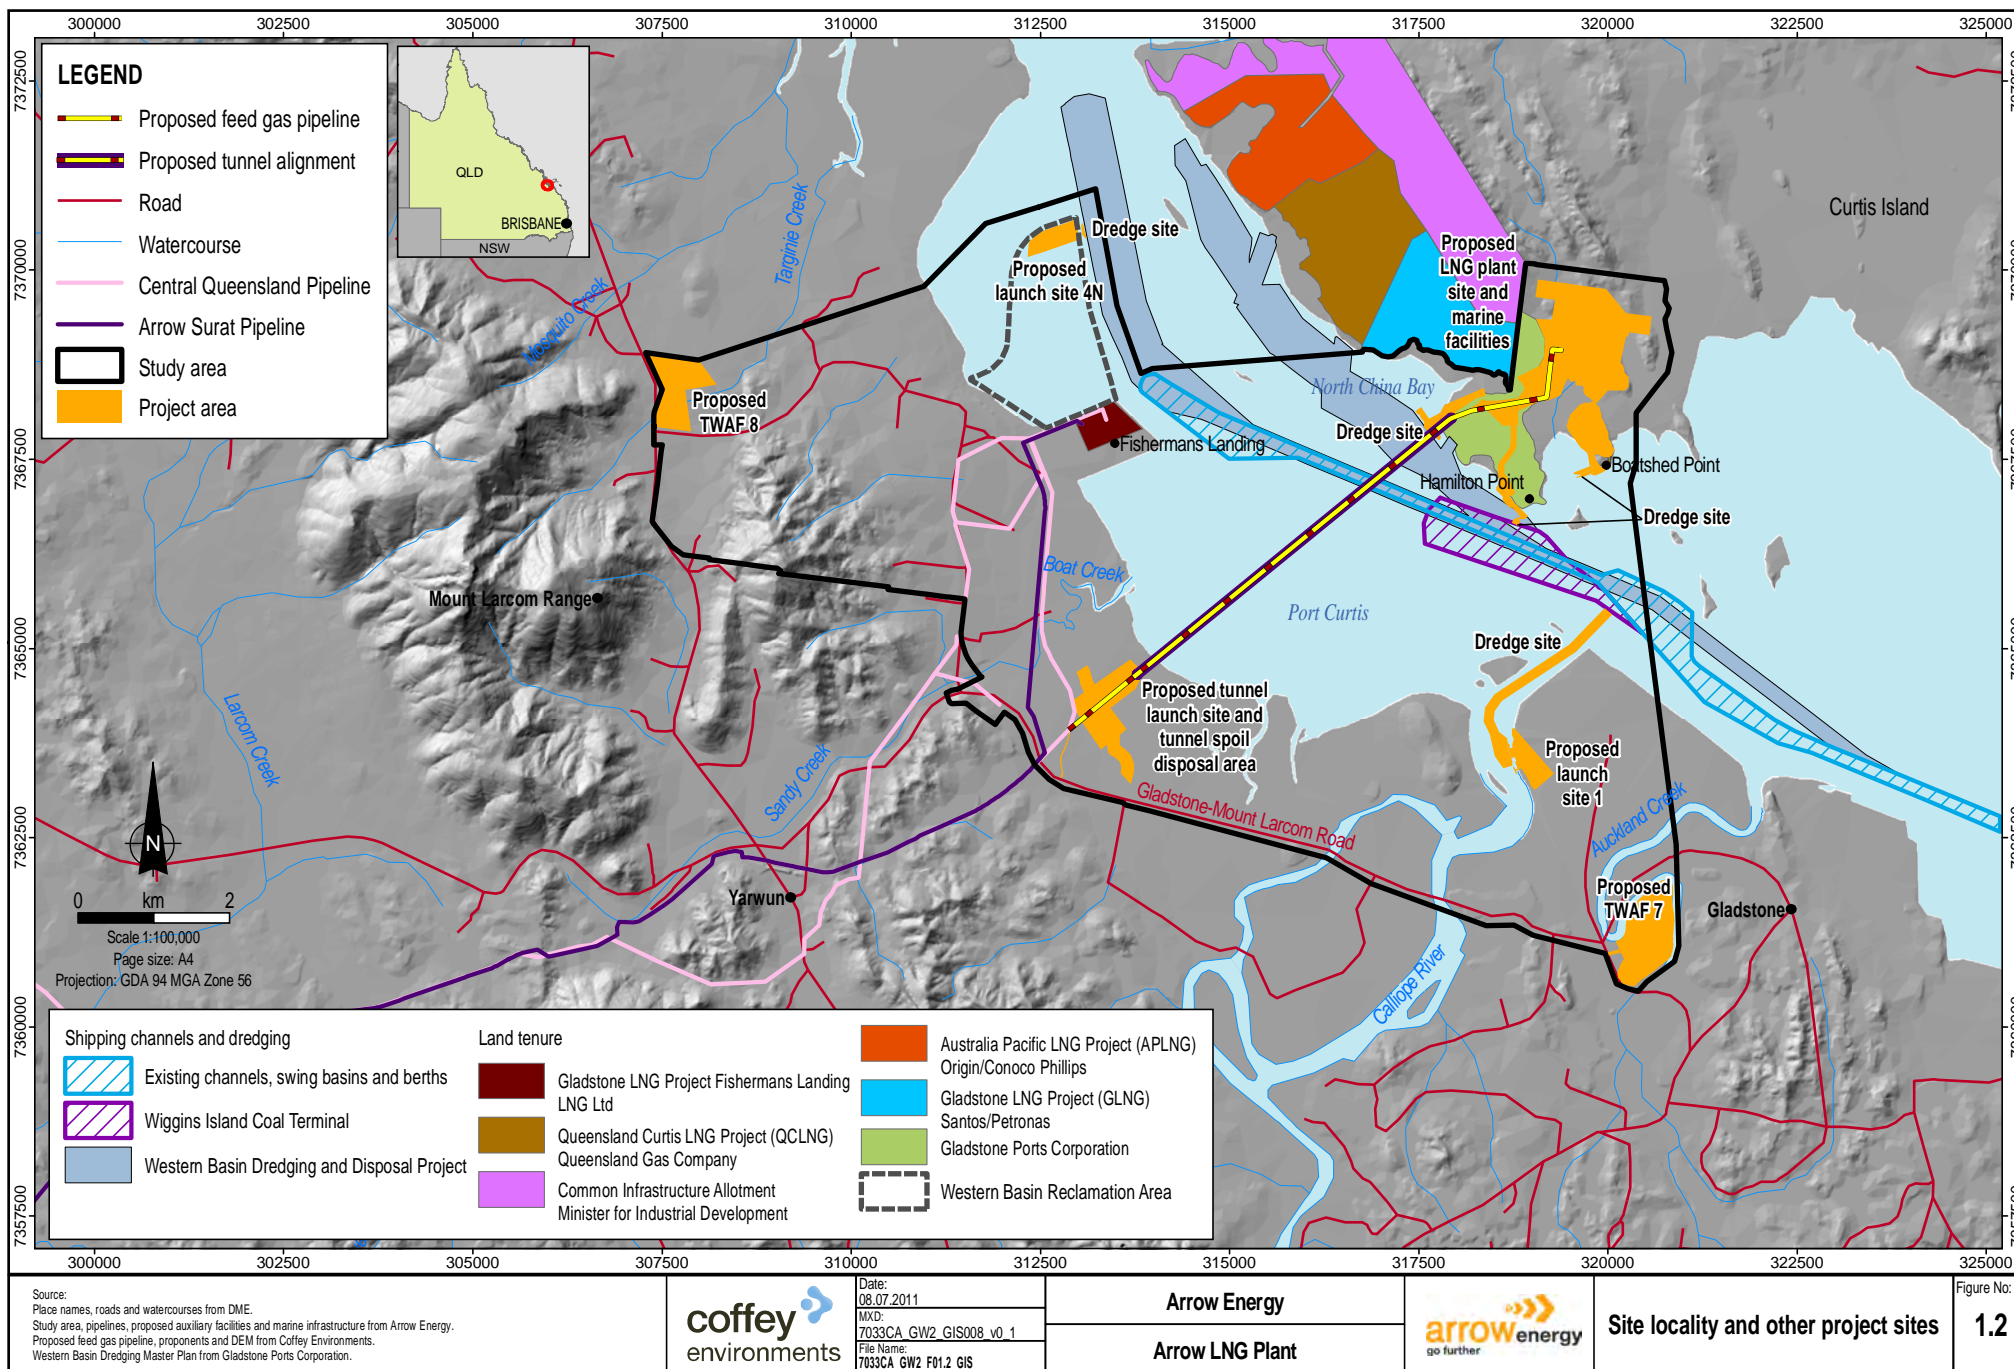 300000 302500 305000 307500 310000 312500 315000 317500 320000 322500 325000
7372500
7370000
7367500
7365000
7362500
7360000
7357500
LEGEND
Proposed feed gas pipeline
Proposed tunnel alignment
Road
Watercourse
Central Queensland Pipeline
Arrow Surat Pipeline
Study area
Project area
QLD
BRISBANE
NSW
Targinie Creek
Mosquito Creek
Curtis Island
Dredge site
Proposed
launch site 4N
Proposed
LNG plant
site and
marine
facilities
Proposed
TWAF 8
North China Bay
Dredge site
Fishermans Landing
Boatshed Point
Hamilton Point
Dredge site
Boat Creek
Mount Larcom Range
Port Curtis
Dredge site
Larcom Creek
Sandy Creek
Proposed tunnel
launch site and
tunnel spoil
disposal area
Proposed
launch
site 1
Gladstone-Mount Larcom Road
Auckland Creek
Yarwun
Proposed
TWAF 7
Gladstone
Calliope River
N
0 km 2
Scale 1:100,000
Page size: A4
Projection: GDA 94 MGA Zone 56
Shipping channels and dredging
Existing channels, swing basins and berths
Wiggins Island Coal Terminal
Western Basin Dredging and Disposal Project
Land tenure
Gladstone LNG Project Fishermans Landing
LNG Ltd
Queensland Curtis LNG Project (QCLNG)
Queensland Gas Company
Common Infrastructure Allotment
Minister for Industrial Development
Australia Pacific LNG Project (APLNG)
Origin/Conoco Phillips
Gladstone LNG Project (GLNG)
Santos/Petronas
Gladstone Ports Corporation
Western Basin Reclamation Area
300000 302500 305000 307500 310000 312500 315000 317500 320000 322500 325000
Source:
Place names, roads and watercourses from DME.
Study area, pipelines, proposed auxiliary facilities and marine infrastructure from Arrow Energy.
Proposed feed gas pipeline, proponents and DEM from Coffey Environments.
Western Basin Dredging Master Plan from Gladstone Ports Corporation.
coffey
environments
Date:
08.07.2011
MXD:
7033CA_GW2_GIS008_v0_1
File Name:
7033CA_GW2_F01.2_GIS
Arrow Energy
Arrow LNG Plant
arrow energy
go further
Site locality and other project sites
Figure No:
1.2